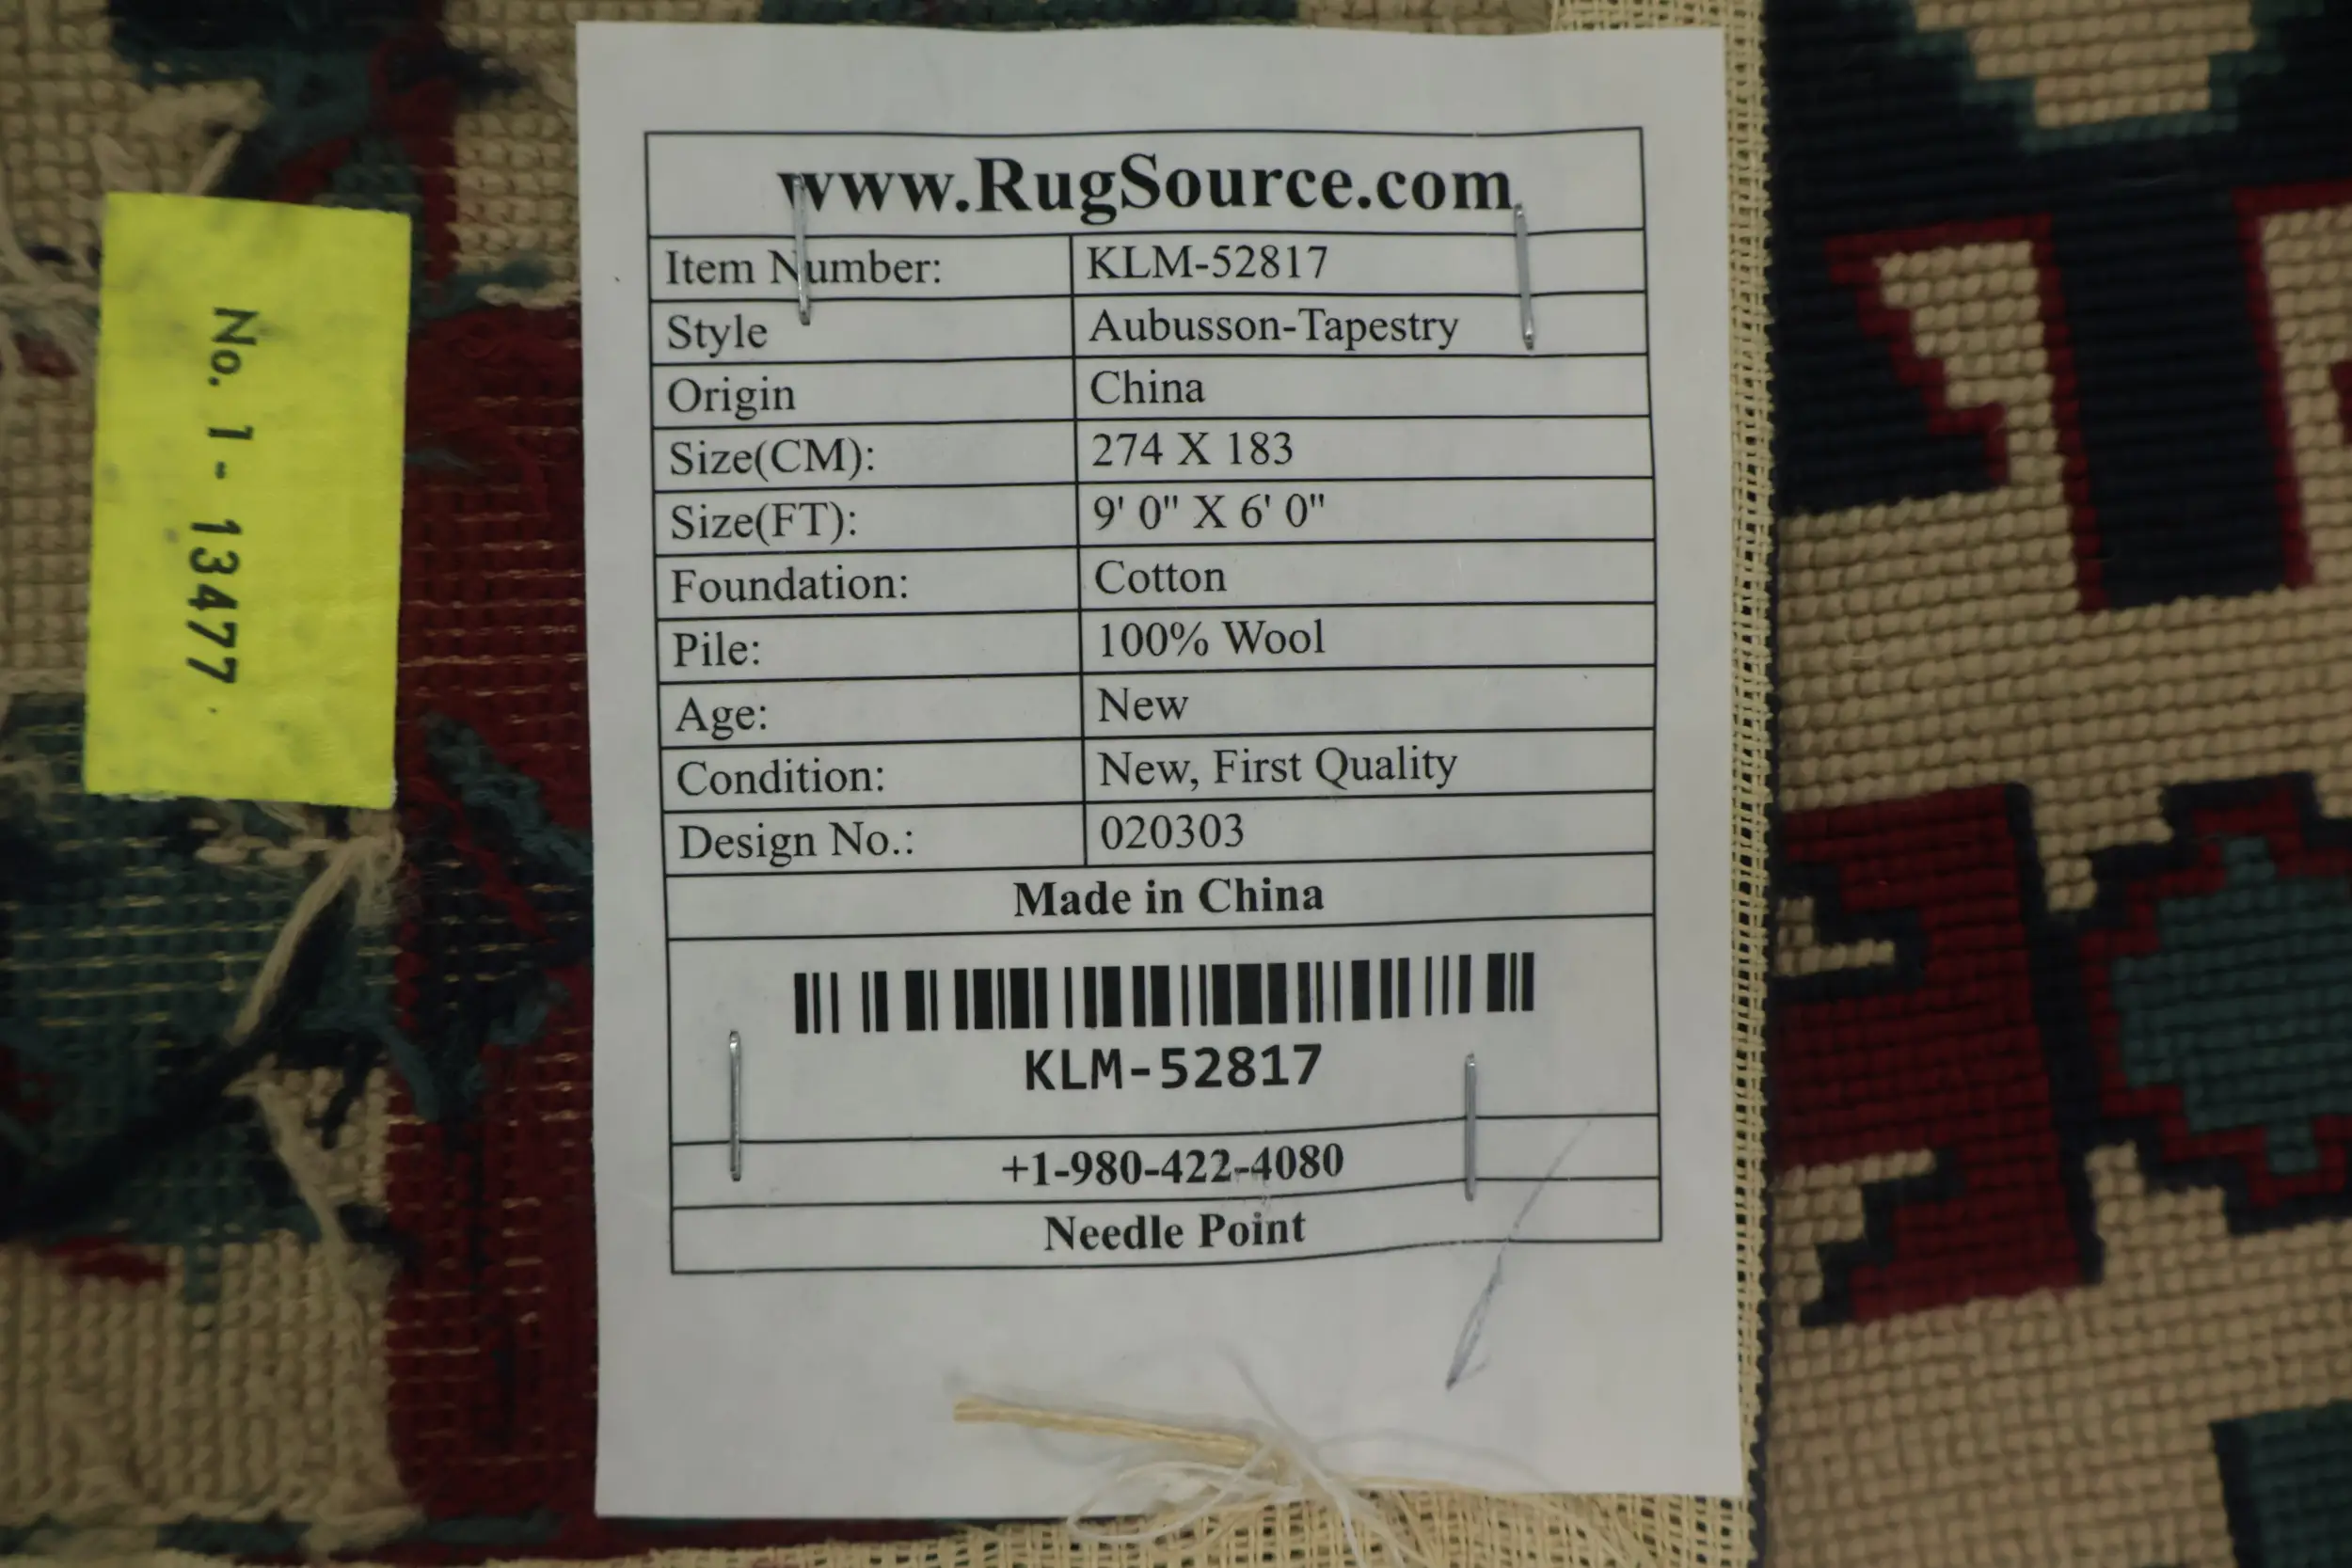 No. 1 - 13477
www.RugSource.com
Item Number: KLM-52817
Style Aubusson-Tapestry
Origin China
Size(CM): 274 X 183
Size(FT): 9' 0" X 6' 0"
Foundation: Cotton
Pile: 100% Wool
Age: New
Condition: New, First Quality
Design No.: 020303
Made in China
KLM-52817
+1-980-422-4080
Needle Point